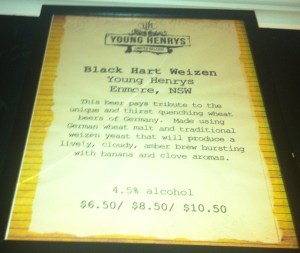 YOUNG HENRYS
Black Hart Weizen
Young Henrys
Enmore, NSW
This beer pays tribute to the
unique and thirst quenching wheat
beers of Germany. Made using
German wheat malt and traditional
weizen yeast that will produce a
lively, cloudy, amber brew bursting
with banana and clove aromas.
4.5% alcohol
$6.50/ $8.50/ $10.50